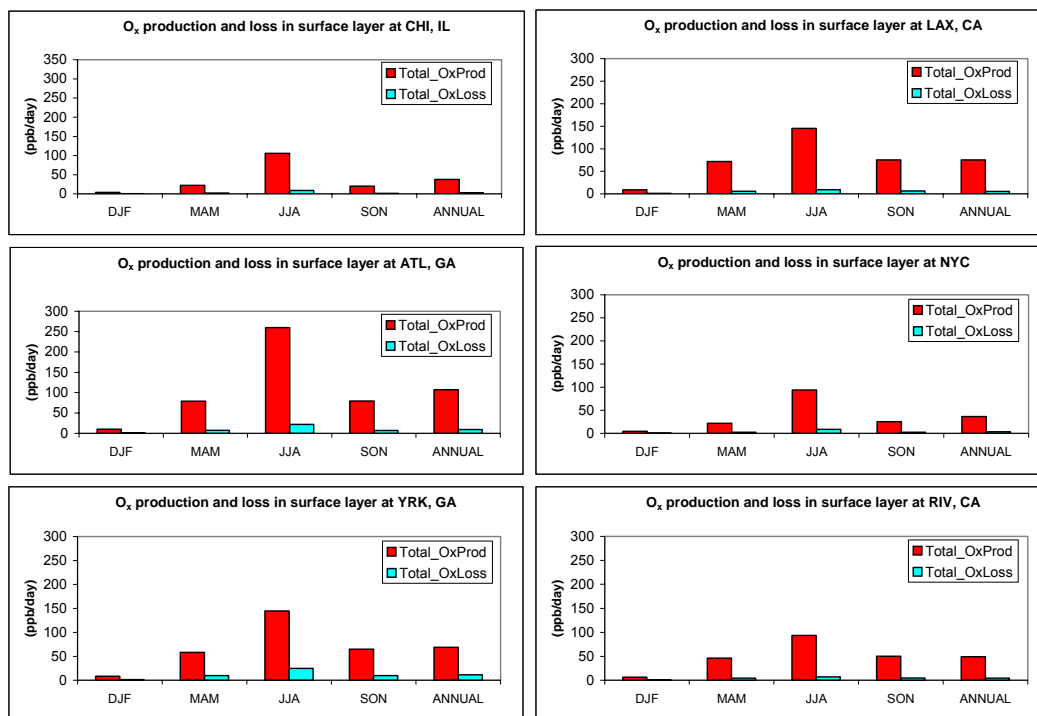 Oₓ production and loss in surface layer at CHI, IL
(ppb/day)
350
300
250
200
150
100
50
0
Total_OxProd
Total_OxLoss
DJF MAM JJA SON ANNUAL
Oₓ production and loss in surface layer at LAX, CA
(ppb/day)
300
250
200
150
100
50
0
Total_OxProd
Total_OxLoss
DJF MAM JJA SON ANNUAL
Oₓ production and loss in surface layer at ATL, GA
(ppb/day)
300
250
200
150
100
50
0
Total_OxProd
Total_OxLoss
DJF MAM JJA SON ANNUAL
Oₓ production and loss in surface layer at NYC
(ppb/day)
300
250
200
150
100
50
0
Total_OxProd
Total_OxLoss
DJF MAM JJA SON ANNUAL
Oₓ production and loss in surface layer at YRK, GA
(ppb/day)
300
250
200
150
100
50
0
Total_OxProd
Total_OxLoss
DJF MAM JJA SON ANNUAL
Oₓ production and loss in surface layer at RIV, CA
(ppb/day)
300
250
200
150
100
50
0
Total_OxProd
Total_OxLoss
DJF MAM JJA SON ANNUAL